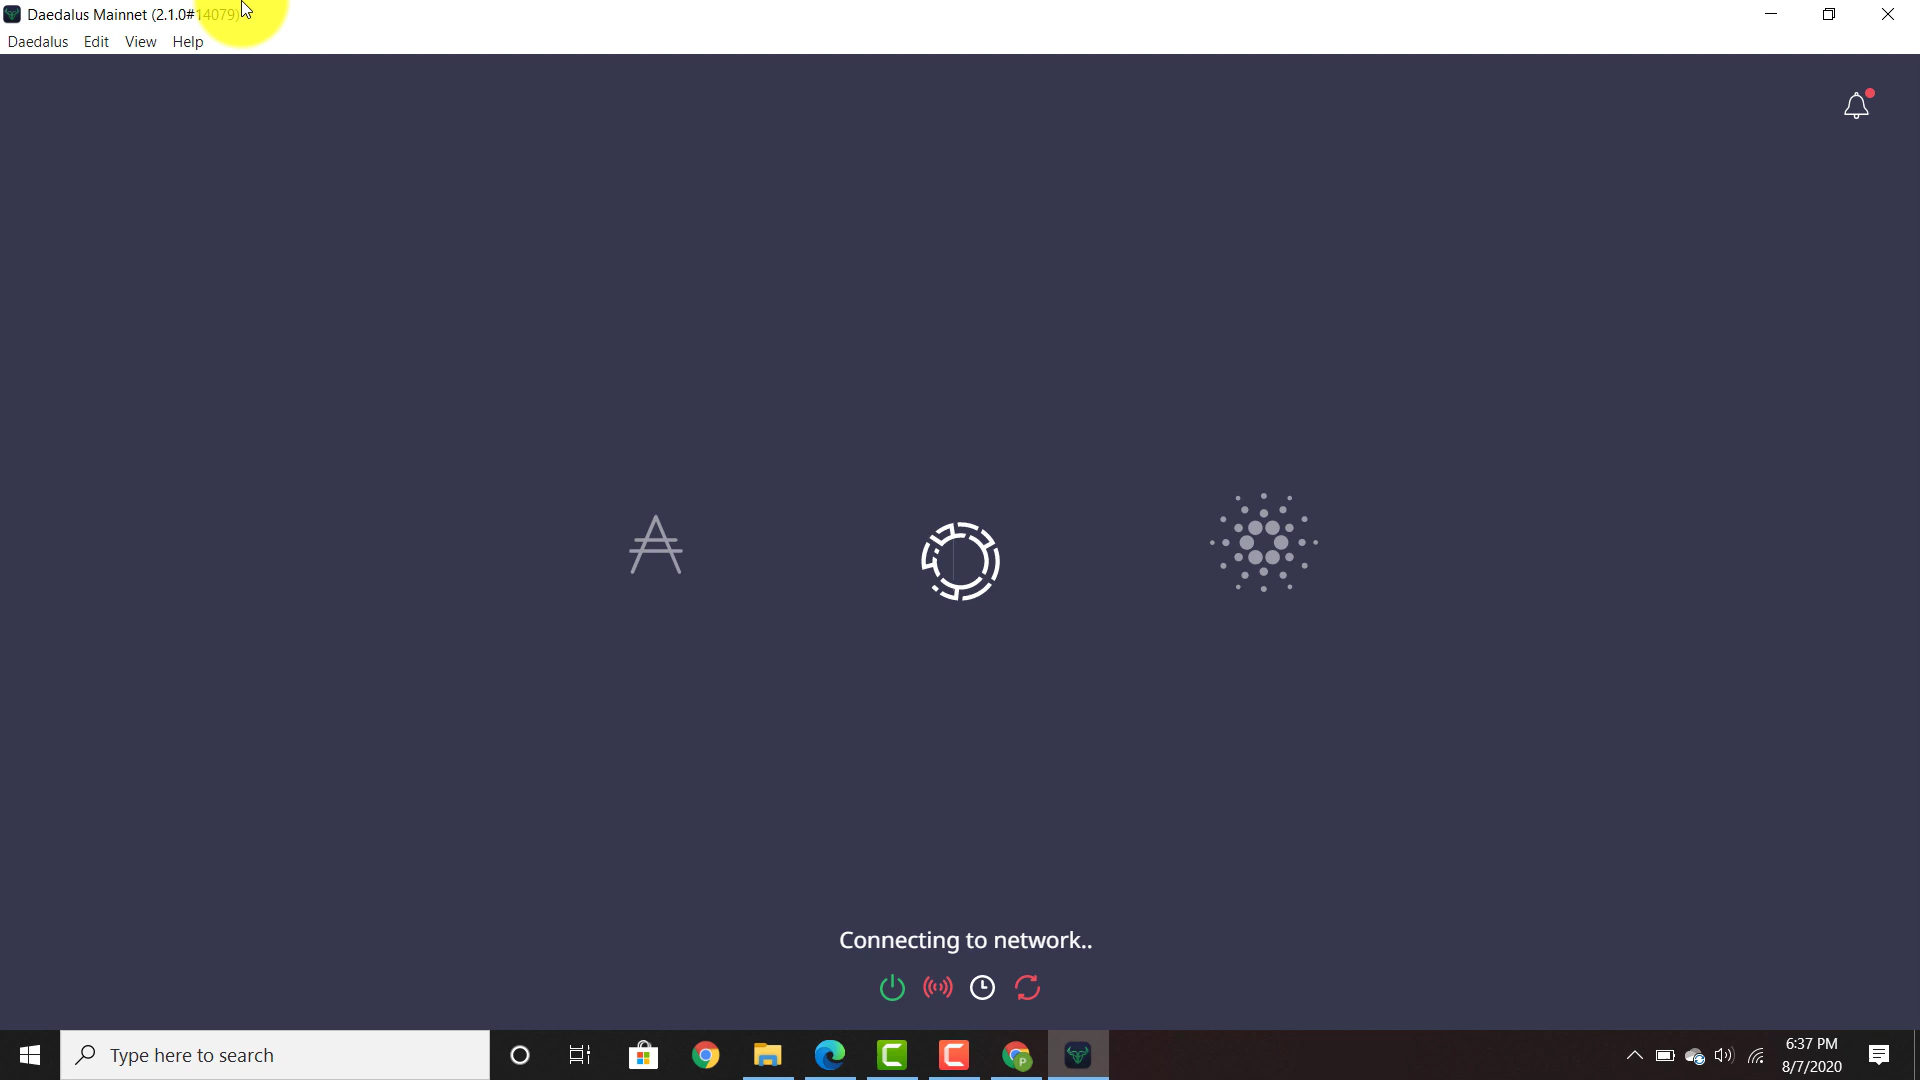 Daedalus Mainnet (2.1.0#14079)
Daedalus Edit View Help
Connecting to network..
Type here to search
6:37 PM
8/7/2020